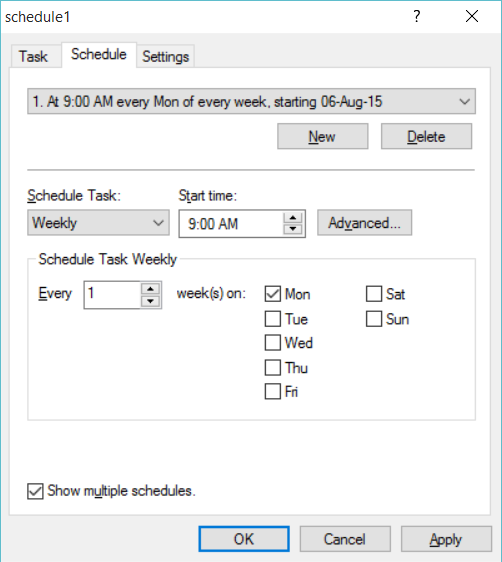 schedule1 ?
Task Schedule Settings
1. At 9:00 AM every Mon of every week, starting 06-Aug-15
New Delete
Schedule Task: Start time:
Weekly 9:00 AM Advanced...
Schedule Task Weekly
Every 1 week(s) on: Mon Sat
Tue Sun
Wed
Thu
Fri
Show multiple schedules.
OK Cancel Apply